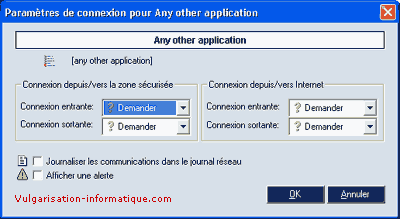 Paramètres de connexion pour Any other application
Any other application
[any other application]
Connexion depuis/vers la zone sécuisée
Connexion entrante: ? Demander
Connexion sortante: ? Demander
Connexion depuis/vers Internet
Connexion entrante: ? Demander
Connexion sortante: ? Demander
Journaliser les communications dans le journal réseau
Afficher une alerte
Vulgarisation-informatique.com
OK
Annuler